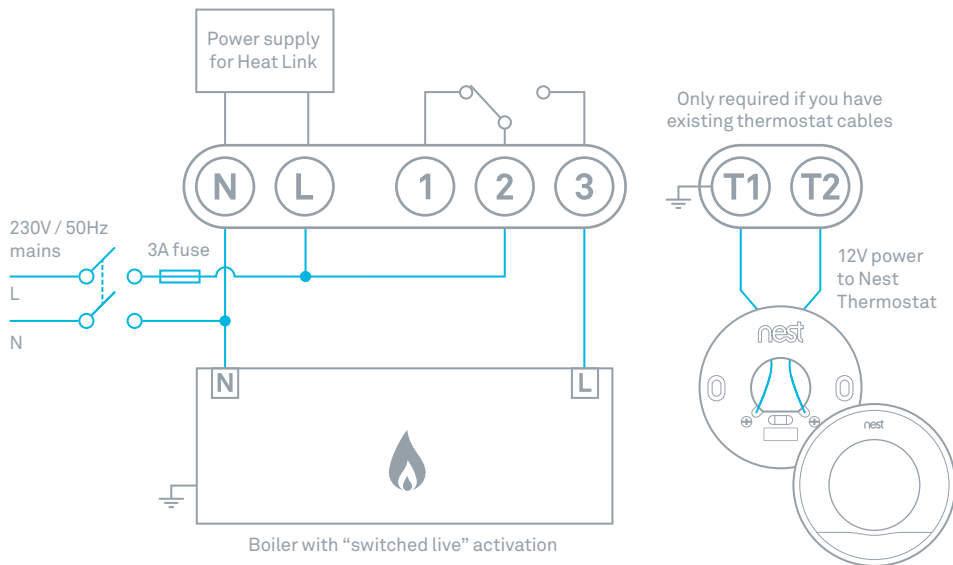 Power supply
for Heat Link
Only required if you have
existing thermostat cables
N L 1 2 3
T1 T2
230V / 50Hz
mains
3A fuse
L
N
12V power
to Nest
Thermostat
nest
N L
nest
Boiler with “switched live” activation